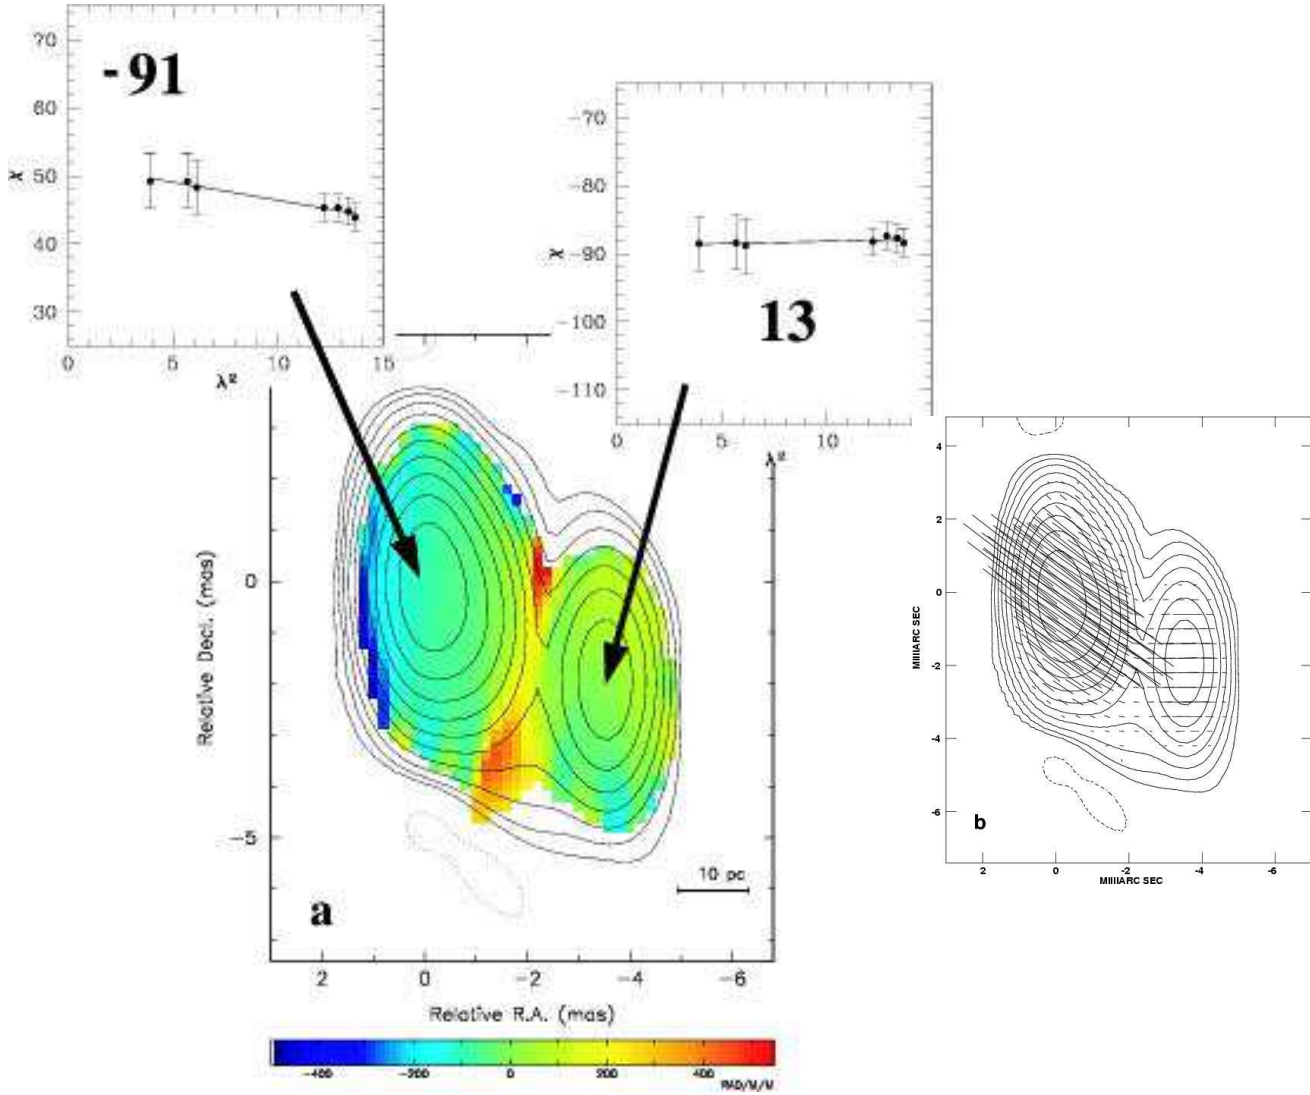 70
- 91
60
χ 50
40
30
0 5 10 15
λ²
-70
-80
χ -90
-100
13
-110
0 5 10
λ²
Relative Decl. (mas)
0
-5
10 pc
a
2 0 -2 -4 -6
Relative R.A. (mas)
-400 -200 0 200 400
RAD/M/M
4
2
0
-2
-4
-6
MilliARC SEC
b
2 0 -2 -4 -6
MilliARC SEC